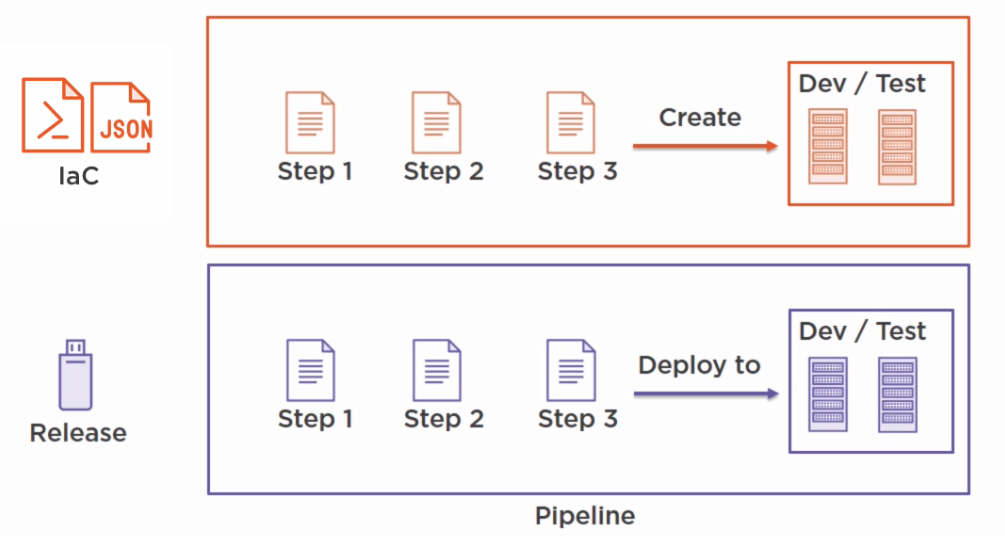 Dev / Test
JSON
IaC
Step 1
Step 2
Step 3
Create
Dev / Test
Release
Step 1
Step 2
Step 3
Deploy to
Pipeline